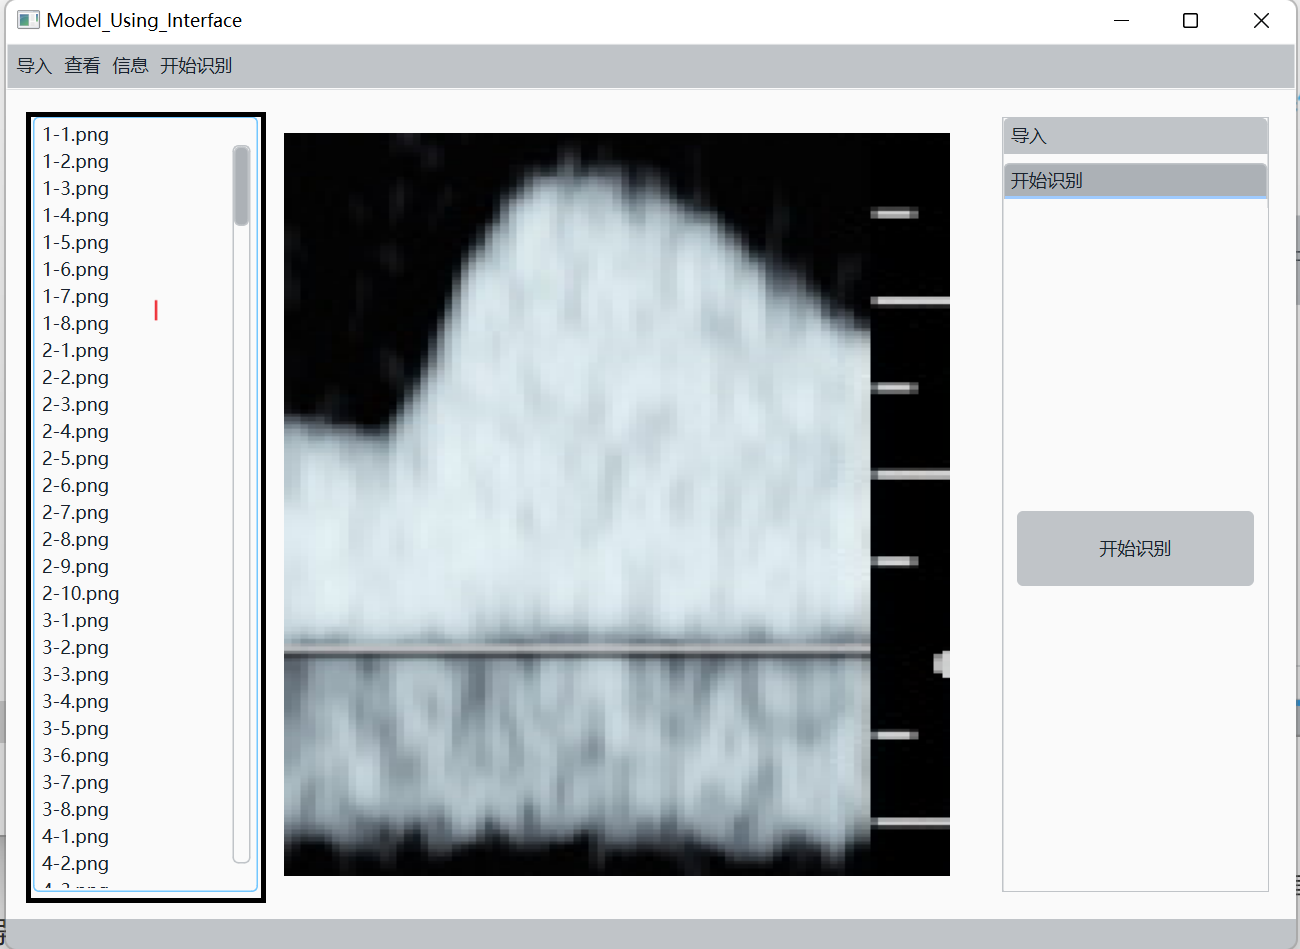 Model_Using_Interface
导入 查看 信息 开始识别
1-1.png
1-2.png
1-3.png
1-4.png
1-5.png
1-6.png
1-7.png
1-8.png
2-1.png
2-2.png
2-3.png
2-4.png
2-5.png
2-6.png
2-7.png
2-8.png
2-9.png
2-10.png
3-1.png
3-2.png
3-3.png
3-4.png
3-5.png
3-6.png
3-7.png
3-8.png
4-1.png
4-2.png
导入
开始识别
开始识别